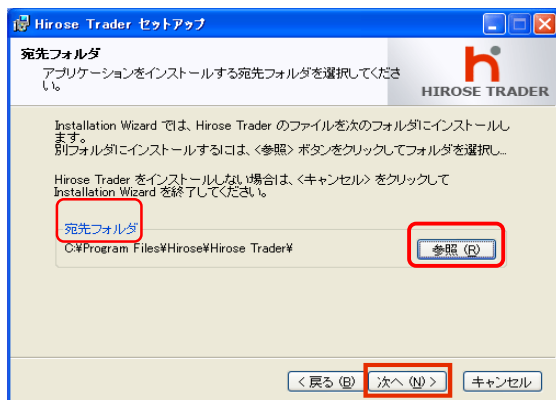 Hirose Trader セットアップ
宛先フォルダ
アプリケーションをインストールする宛先フォルダを選択してくださ
い。
HIROSE TRADER
Installation Wizard では、Hirose Trader のファイルを次のフォルダにインストールし
ます。
別フォルダにインストールするには、<参照> ボタンをクリックしてフォルダを選択し...
Hirose Trader をインストールしない場合は、<キャンセル> をクリックして
Installation Wizard を終了してください。
宛先フォルダ
C:¥Program Files¥Hirose¥Hirose Trader¥
参照 (R)
< 戻る (B) 次へ (N) > キャンセル